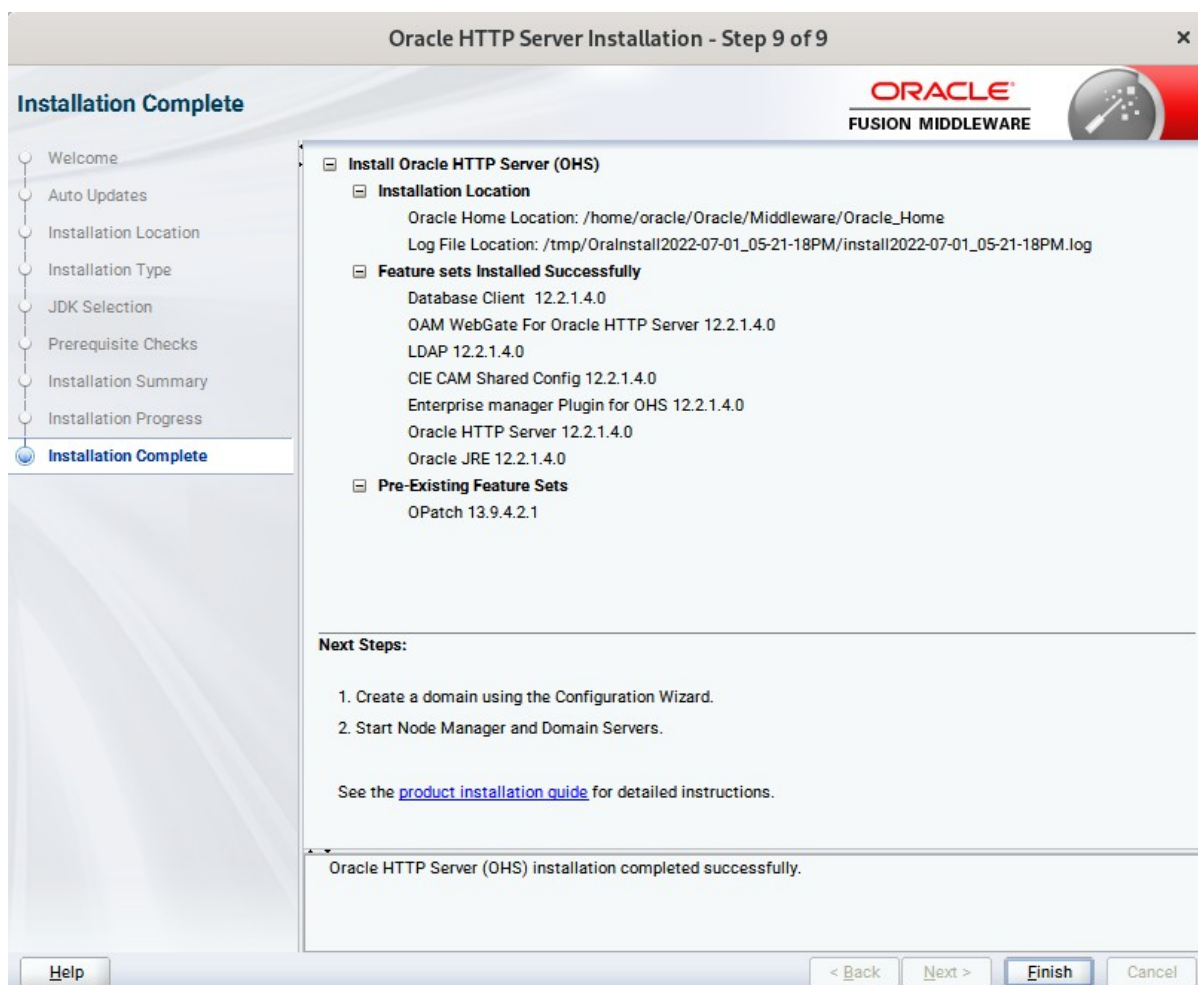 Oracle HTTP Server Installation - Step 9 of 9
Installation Complete
ORACLE
FUSION MIDDLEWARE
Welcome
Auto Updates
Installation Location
Installation Type
JDK Selection
Prerequisite Checks
Installation Summary
Installation Progress
Installation Complete
Install Oracle HTTP Server (OHS)
Installation Location
Oracle Home Location: /home/oracle/Oracle/Middleware/Oracle_Home
Log File Location: /tmp/OraInstall2022-07-01_05-21-18PM/install2022-07-01_05-21-18PM.log
Feature sets Installed Successfully
Database Client 12.2.1.4.0
OAM WebGate For Oracle HTTP Server 12.2.1.4.0
LDAP 12.2.1.4.0
CIE CAM Shared Config 12.2.1.4.0
Enterprise manager Plugin for OHS 12.2.1.4.0
Oracle HTTP Server 12.2.1.4.0
Oracle JRE 12.2.1.4.0
Pre-Existing Feature Sets
OPatch 13.9.4.2.1
Next Steps:
1. Create a domain using the Configuration Wizard.
2. Start Node Manager and Domain Servers.
See the product installation guide for detailed instructions.
Oracle HTTP Server (OHS) installation completed successfully.
Help
< Back Next > Finish Cancel